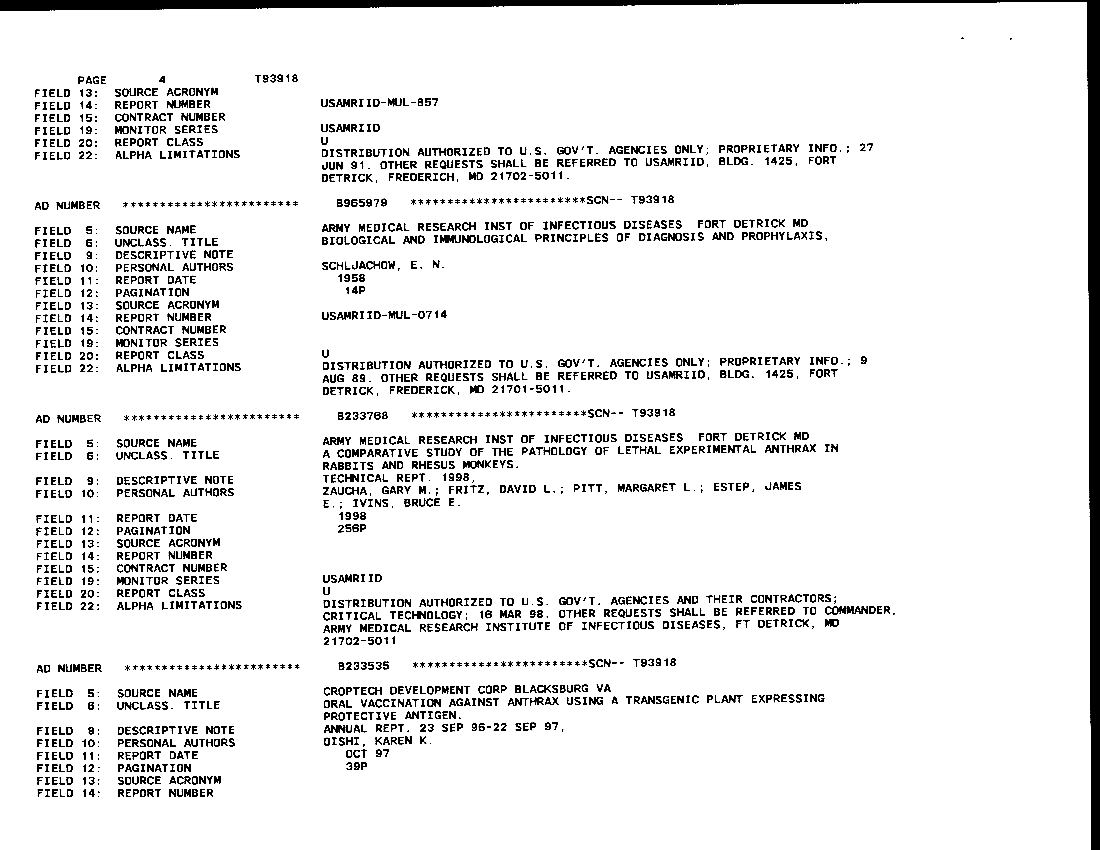 PAGE 4 T93918
FIELD 13: SOURCE ACRONYM
FIELD 14: REPORT NUMBER USAMRIID-MUL-857
FIELD 15: CONTRACT NUMBER
FIELD 19: MONITOR SERIES USAMRIID
FIELD 20: REPORT CLASS U
FIELD 22: ALPHA LIMITATIONS DISTRIBUTION AUTHORIZED TO U.S. GOV'T. AGENCIES ONLY; PROPRIETARY INFO.; 27
JUN 91. OTHER REQUESTS SHALL BE REFERRED TO USAMRIID, BLDG. 1425, FORT
DETRICK, FREDERICH, MD 21702-5011.
AD NUMBER ************************ B965979 ************************SCN-- T93918
FIELD 5: SOURCE NAME ARMY MEDICAL RESEARCH INST OF INFECTIOUS DISEASES FORT DETRICK MD
FIELD 6: UNCLASS. TITLE BIOLOGICAL AND IMMUNOLOGICAL PRINCIPLES OF DIAGNOSIS AND PROPHYLAXIS,
FIELD 9: DESCRIPTIVE NOTE
FIELD 10: PERSONAL AUTHORS SCHLJACHOW, E. N.
FIELD 11: REPORT DATE 1958
FIELD 12: PAGINATION 14P
FIELD 13: SOURCE ACRONYM
FIELD 14: REPORT NUMBER USAMRIID-MUL-0714
FIELD 15: CONTRACT NUMBER
FIELD 19: MONITOR SERIES
FIELD 20: REPORT CLASS U
FIELD 22: ALPHA LIMITATIONS DISTRIBUTION AUTHORIZED TO U.S. GOV'T. AGENCIES ONLY; PROPRIETARY INFO.; 9
AUG 89. OTHER REQUESTS SHALL BE REFERRED TO USAMRIID, BLDG. 1425, FORT
DETRICK, FREDERICK, MD 21701-5011.
AD NUMBER ************************ B233768 ************************SCN-- T93918
FIELD 5: SOURCE NAME ARMY MEDICAL RESEARCH INST OF INFECTIOUS DISEASES FORT DETRICK MD
FIELD 6: UNCLASS. TITLE A COMPARATIVE STUDY OF THE PATHOLOGY OF LETHAL EXPERIMENTAL ANTHRAX IN
RABBITS AND RHESUS MONKEYS.
FIELD 9: DESCRIPTIVE NOTE TECHNICAL REPT. 1998,
FIELD 10: PERSONAL AUTHORS ZAUCHA, GARY M.; FRITZ, DAVID L.; PITT, MARGARET L.; ESTEP, JAMES
E.; IVINS, BRUCE E.
FIELD 11: REPORT DATE 1998
FIELD 12: PAGINATION 256P
FIELD 13: SOURCE ACRONYM
FIELD 14: REPORT NUMBER
FIELD 15: CONTRACT NUMBER
FIELD 19: MONITOR SERIES USAMRIID
FIELD 20: REPORT CLASS U
FIELD 22: ALPHA LIMITATIONS DISTRIBUTION AUTHORIZED TO U.S. GOV'T. AGENCIES AND THEIR CONTRACTORS;
CRITICAL TECHNOLOGY; 16 MAR 98. OTHER REQUESTS SHALL BE REFERRED TO COMMANDER,
ARMY MEDICAL RESEARCH INSTITUTE OF INFECTIOUS DISEASES, FT DETRICK, MD
21702-5011
AD NUMBER ************************ B233535 ************************SCN-- T93918
FIELD 5: SOURCE NAME CROPTECH DEVELOPMENT CORP BLACKSBURG VA
FIELD 6: UNCLASS. TITLE ORAL VACCINATION AGAINST ANTHRAX USING A TRANSGENIC PLANT EXPRESSING
PROTECTIVE ANTIGEN.
FIELD 9: DESCRIPTIVE NOTE ANNUAL REPT. 23 SEP 96-22 SEP 97,
FIELD 10: PERSONAL AUTHORS OISHI, KAREN K.
FIELD 11: REPORT DATE OCT 97
FIELD 12: PAGINATION 39P
FIELD 13: SOURCE ACRONYM
FIELD 14: REPORT NUMBER